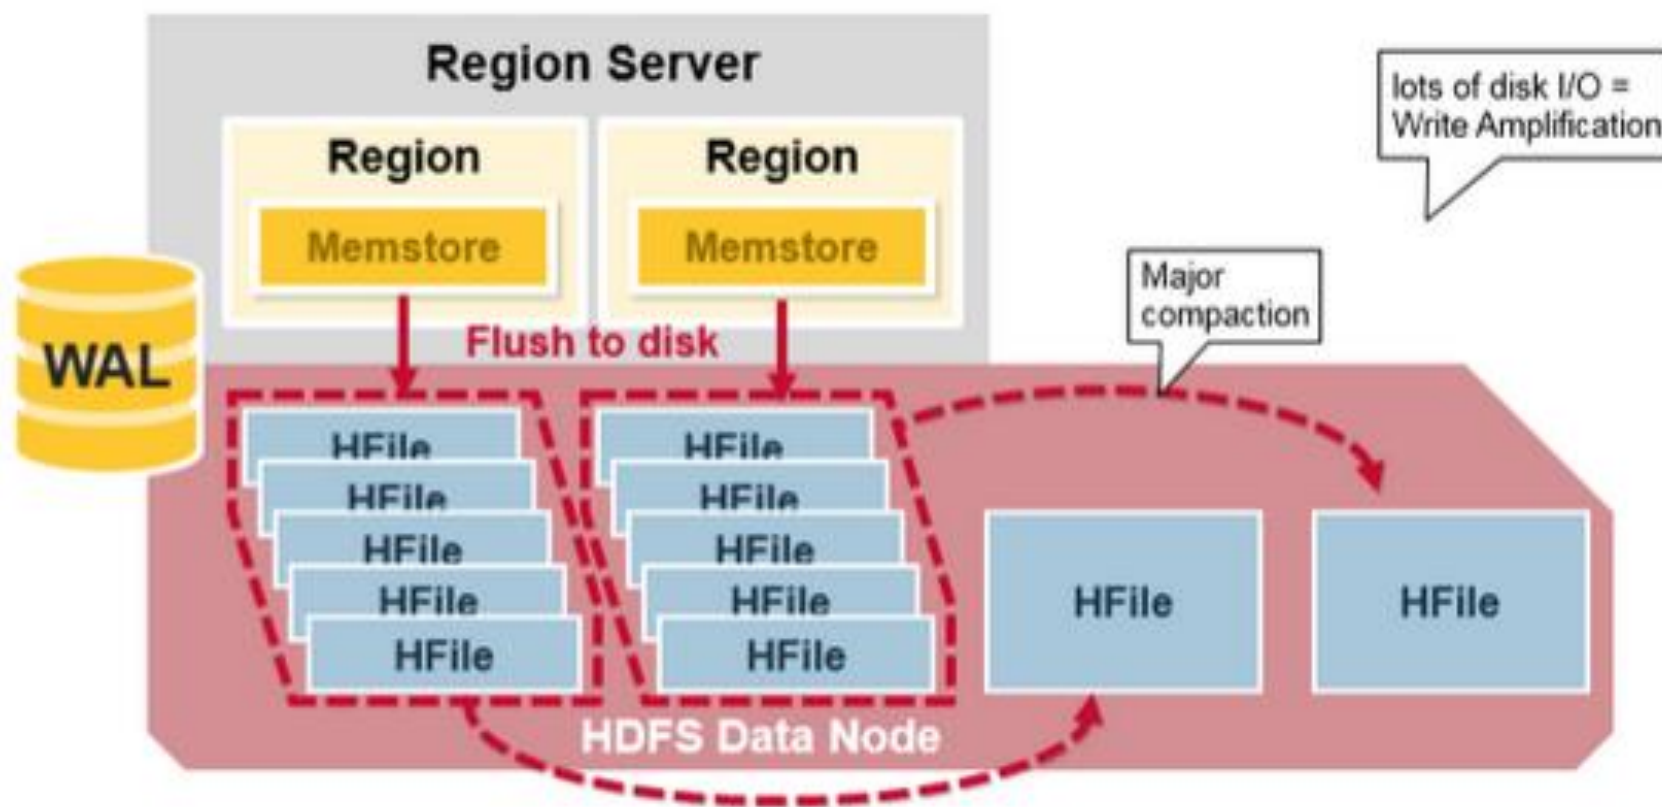 Region Server
lots of disk I/O =
Write Amplification
Region
Region
Memstore
Memstore
Major
compaction
Flush to disk
WAL
HFile
HFile
HFile
HFile
HFile
HFile
HFile
HFile
HFile
HFile
HFile
HFile
HDFS Data Node